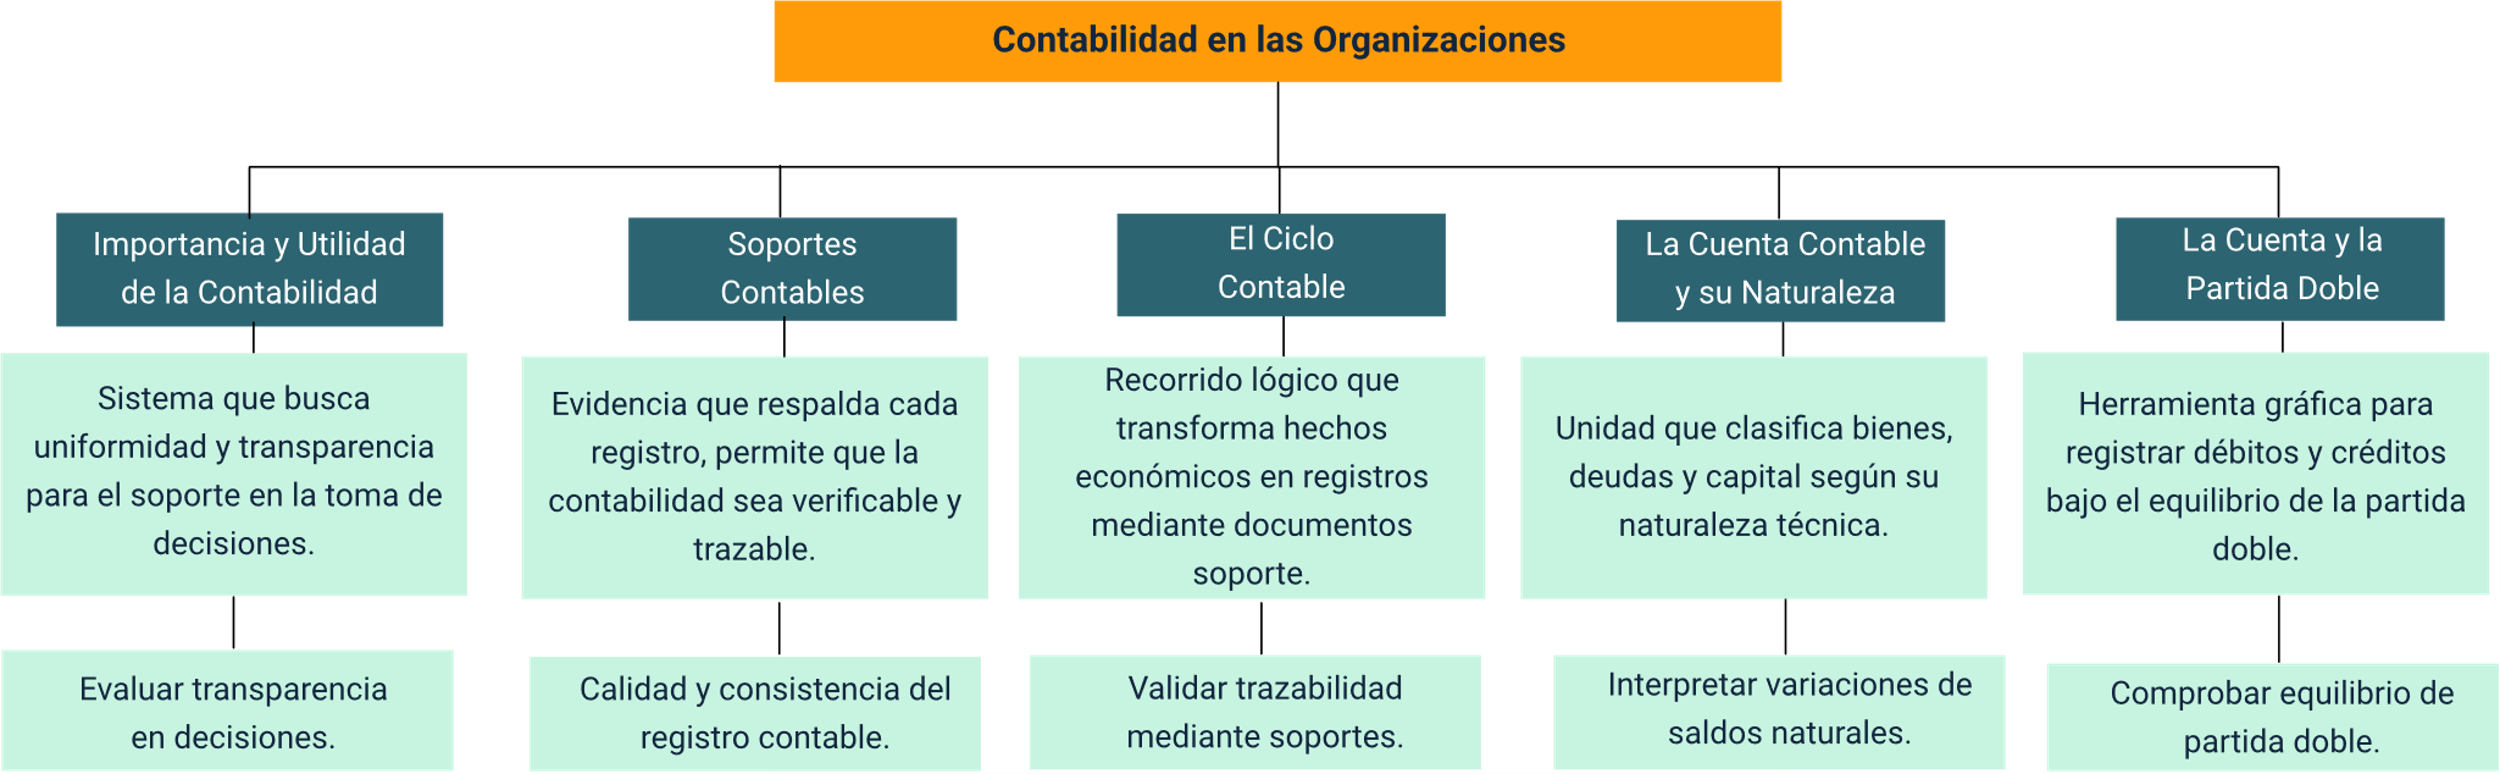 Contabilidad en las Organizaciones
Importancia y Utilidad
de la Contabilidad
Sistema que busca
uniformidad y transparencia
para el soporte en la toma de
decisiones.
Evaluar transparencia
en decisiones.
Soportes
Contables
Evidencia que respalda cada
registro, permite que la
contabilidad sea verificable y
trazable.
Calidad y consistencia del
registro contable.
El Ciclo
Contable
Recorrido lógico que
transforma hechos
económicos en registros
mediante documentos
soporte.
Validar trazabilidad
mediante soportes.
La Cuenta Contable
y su Naturaleza
Unidad que clasifica bienes,
deudas y capital según su
naturaleza técnica.
Interpretar variaciones de
saldos naturales.
La Cuenta y la
Partida Doble
Herramienta gráfica para
registrar débitos y créditos
bajo el equilibrio de la partida
doble.
Comprobar equilibrio de
partida doble.